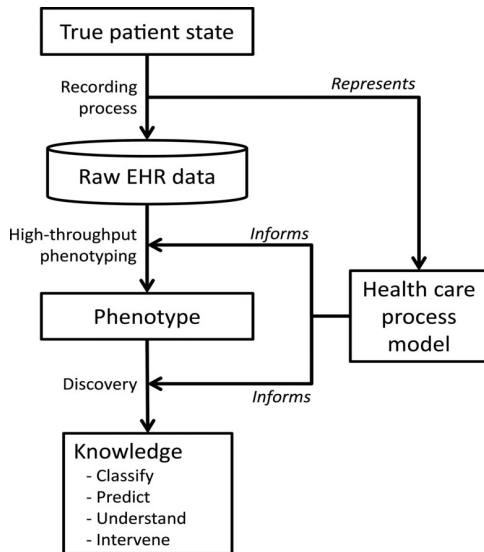 True patient state
Recording
process
Represents
Raw EHR data
High-throughput
phenotyping
Informs
Phenotype
Health care
process
model
Discovery
Informs
Knowledge
- Classify
- Predict
- Understand
- Intervene